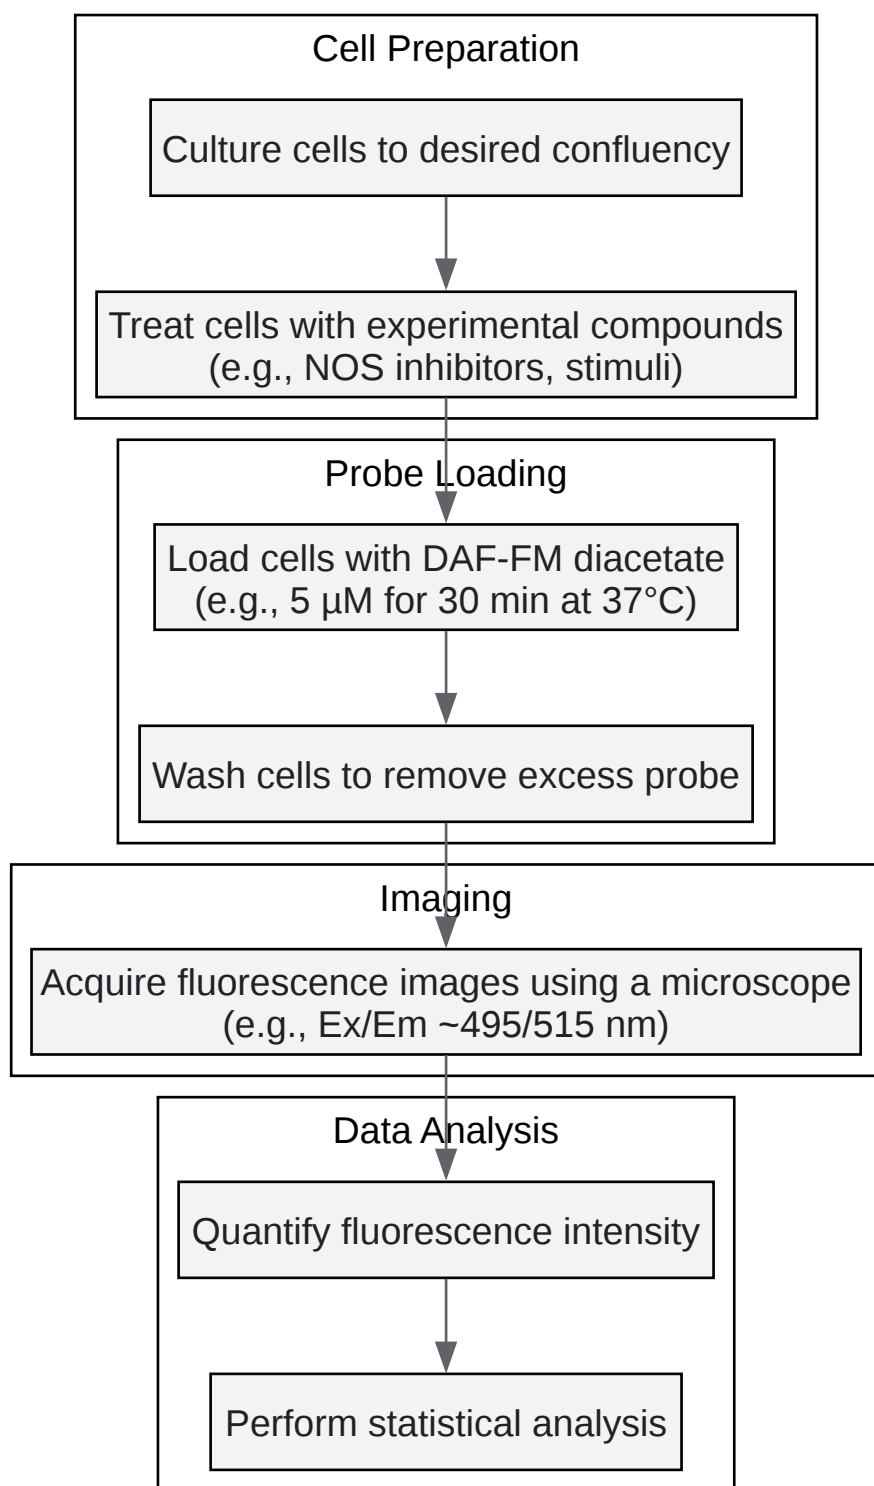 Cell Preparation
Culture cells to desired confluency
Treat cells with experimental compounds
(e.g., NOS inhibitors, stimuli)
Probe Loading
Load cells with DAF-FM diacetate
(e.g., 5 µM for 30 min at 37°C)
Wash cells to remove excess probe
Imaging
Acquire fluorescence images using a microscope
(e.g., Ex/Em ~495/515 nm)
Data Analysis
Quantify fluorescence intensity
Perform statistical analysis